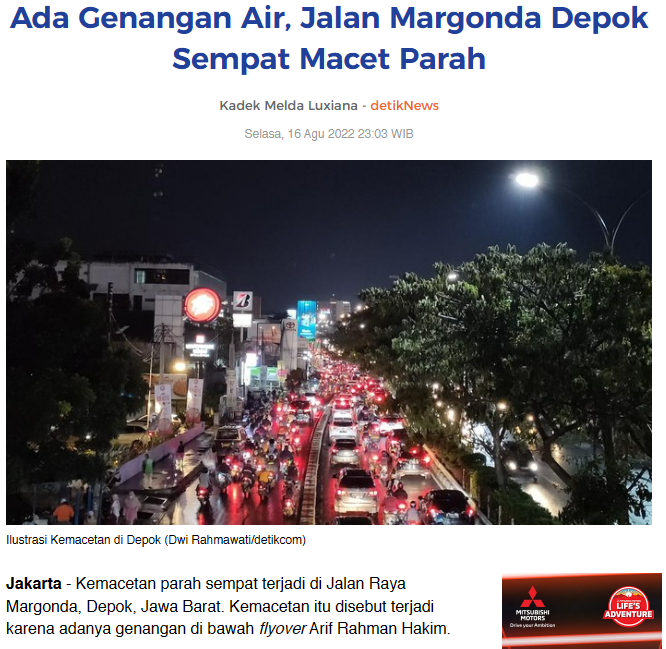 Ada Genangan Air, Jalan Margonda Depok
Sempat Macet Parah
Kadek Melda Luxiana - detikNews
Selasa, 16 Agu 2022 23:03 WIB
Ilustrasi Kemacetan di Depok (Dwi Rahmawati/detikcom)
Jakarta - Kemacetan parah sempat terjadi di Jalan Raya
Margonda, Depok, Jawa Barat. Kemacetan itu disebut terjadi
karena adanya genangan di bawah flyover Arif Rahman Hakim.
MITSUBISHI
MOTORS
Drive your Ambition
LIFE'S
ADVENTURE